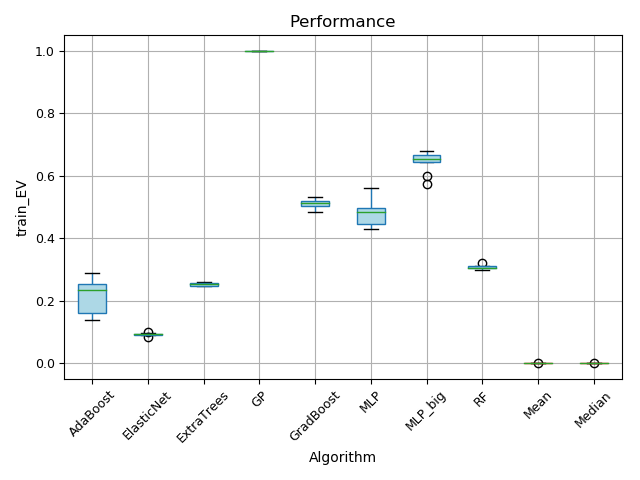 Performance
train_EV
1.0
0.8
0.6
0.4
0.2
0.0
AdaBoost
ElasticNet
ExtraTrees
GP
GradBoost
MLP
MLP_big
RF
Mean
Median
Algorithm